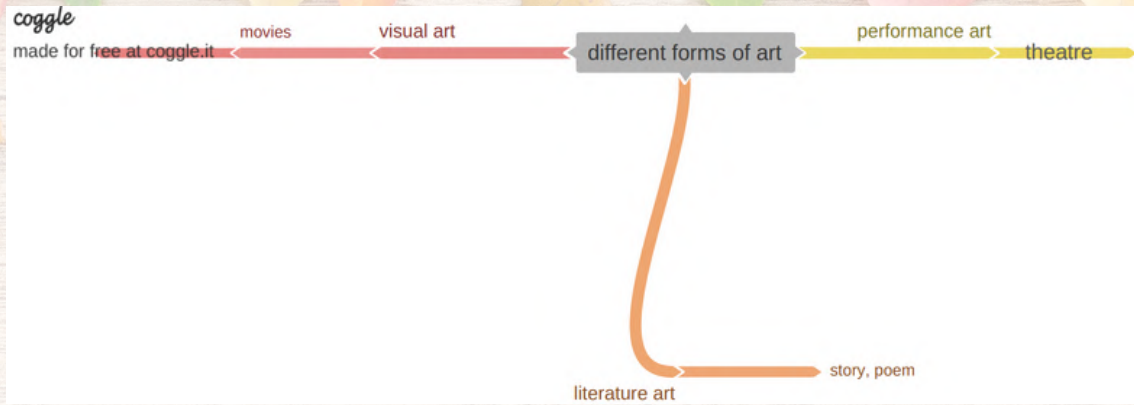 coggle
made for free at coggle.it
movies
visual art
different forms of art
performance art
theatre
literature art
story, poem